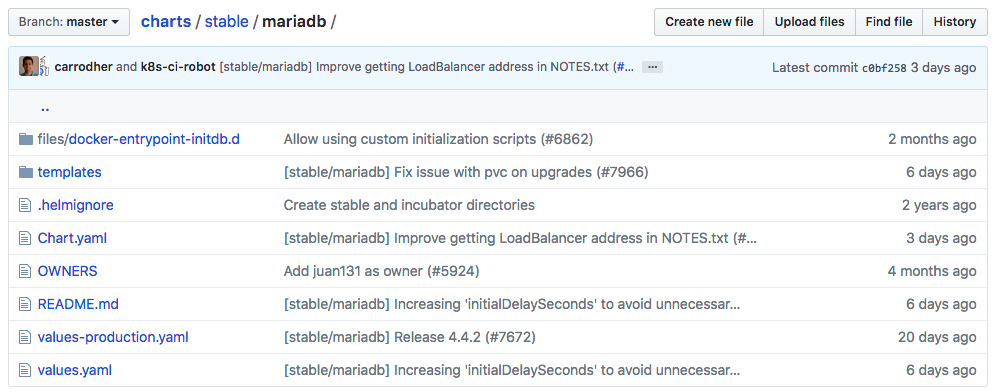 Branch: master charts / stable / mariadb / Create new file Upload files Find file History
carrodher and k8s-ci-robot [stable/mariadb] Improve getting LoadBalancer address in NOTES.txt (#... ... Latest commit c0bf258 3 days ago
..
files/docker-entrypoint-initdb.d Allow using custom initialization scripts (#6862) 2 months ago
templates [stable/mariadb] Fix issue with pvc on upgrades (#7966) 6 days ago
.helmignore Create stable and incubator directories 2 years ago
Chart.yaml [stable/mariadb] Improve getting LoadBalancer address in NOTES.txt (#... 3 days ago
OWNERS Add juan131 as owner (#5924) 4 months ago
README.md [stable/mariadb] Increasing 'initialDelaySeconds' to avoid unnecessar... 6 days ago
values-production.yaml [stable/mariadb] Release 4.4.2 (#7672) 20 days ago
values.yaml [stable/mariadb] Increasing 'initialDelaySeconds' to avoid unnecessar... 6 days ago